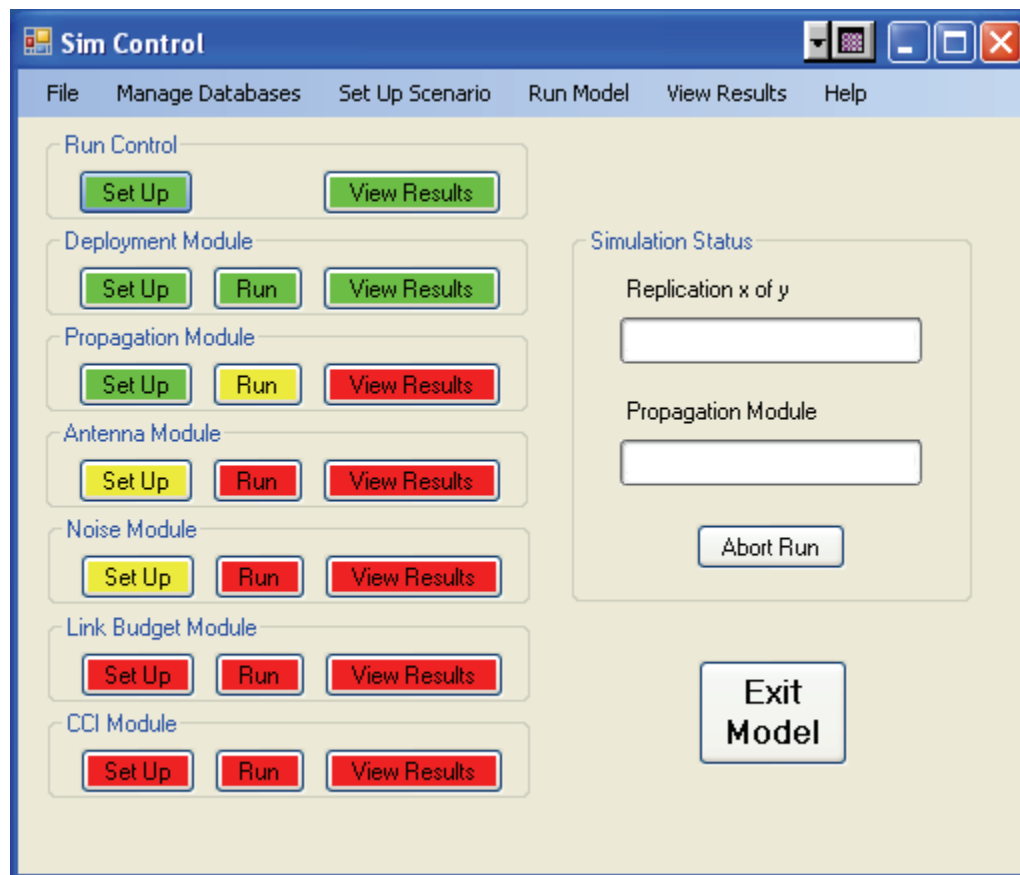 Sim Control
File Manage Databases Set Up Scenario Run Model View Results Help
Run Control
Set Up View Results
Deployment Module
Set Up Run View Results
Propagation Module
Set Up Run View Results
Antenna Module
Set Up Run View Results
Noise Module
Set Up Run View Results
Link Budget Module
Set Up Run View Results
CCI Module
Set Up Run View Results
Simulation Status
Replication x of y
Propagation Module
Abort Run
Exit
Model